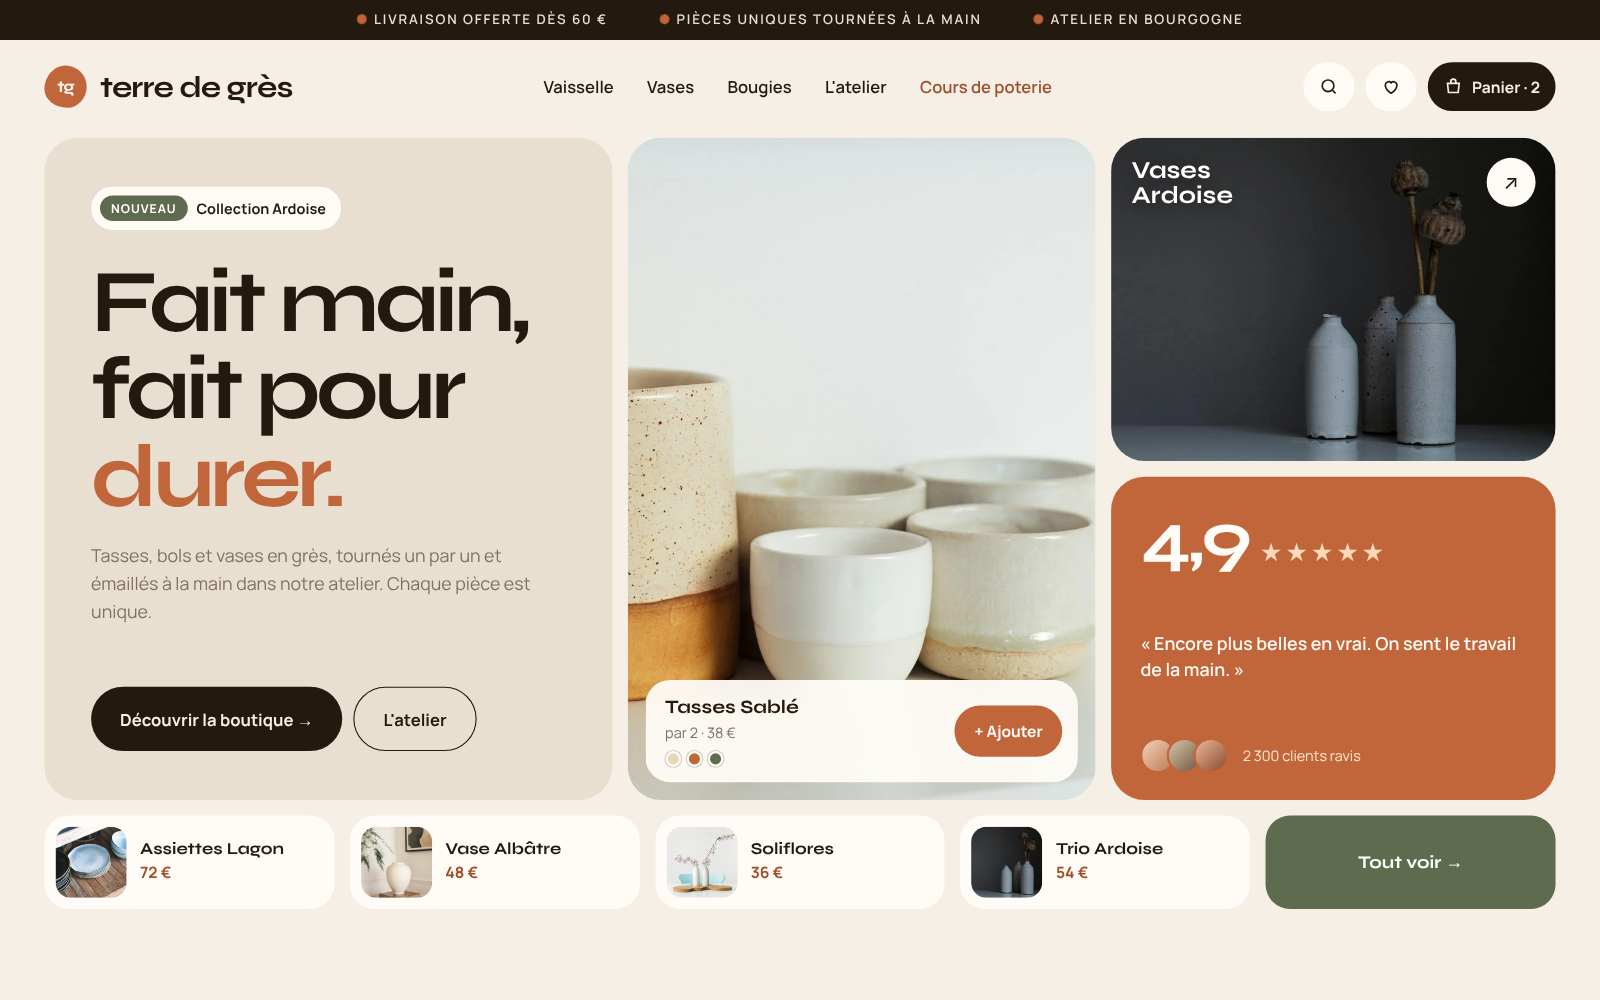 LIVRAISON OFFERTE DÈS 60 €
PIÈCES UNIQUES TOURNÉES À LA MAIN
ATELIER EN BOURGOGNE
tg
terre de grès
Vaisselle
Vases
Bougies
L'atelier
Cours de poterie
Panier · 2
NOUVEAU
Collection Ardoise
Fait main,
fait pour
durer.
Tasses, bols et vases en grès, tournés un par un et
émaillés à la main dans notre atelier. Chaque pièce est
unique.
Découvrir la boutique →
L'atelier
Tasses Sablé
par 2 · 38 €
+ Ajouter
Vases
Ardoise
4,9 ★★★★★
« Encore plus belles en vrai. On sent le travail
de la main. »
2 300 clients ravis
Assiettes Lagon
72 €
Vase Albâtre
48 €
Soliflores
36 €
Trio Ardoise
54 €
Tout voir →